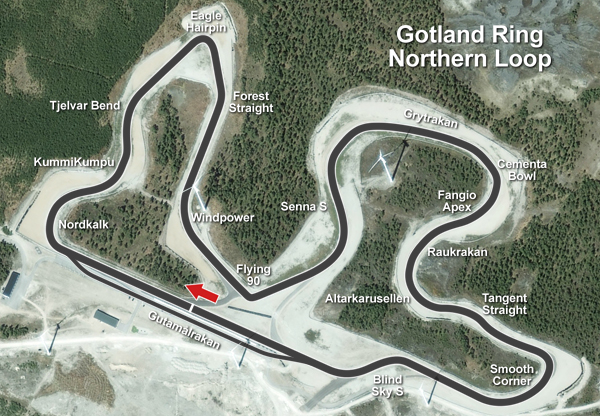 Gotland Ring
Northern Loop
Eagle
Hairpin
Tjelvar Bend
Forest
Straight
Grytrakan
KummiKumpu
Cementa
Bowl
Fangio
Apex
Senna S
Windpower
Nordkalk
Raukrakan
Flying
90
Altarkarusellen
Tangent
Straight
Gutamålrakan
Smooth
Corner
Blind
Sky S